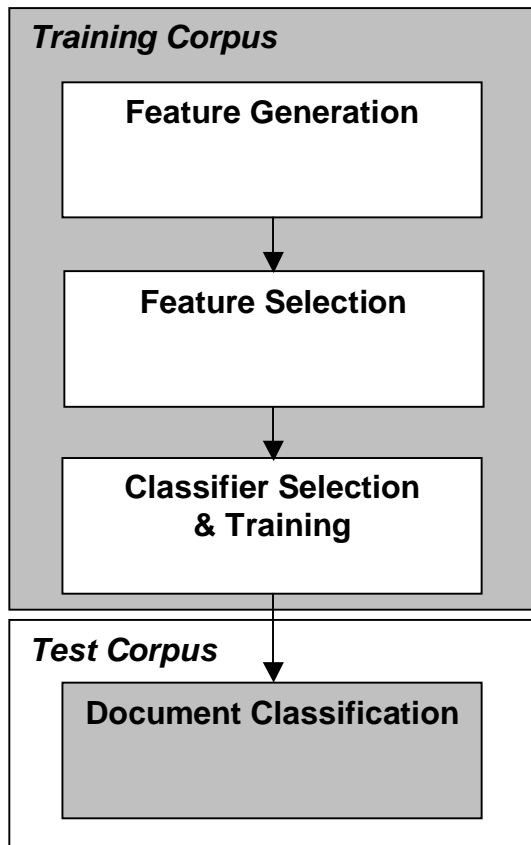 Training Corpus
Feature Generation
Feature Selection
Classifier Selection
& Training
Test Corpus
Document Classification